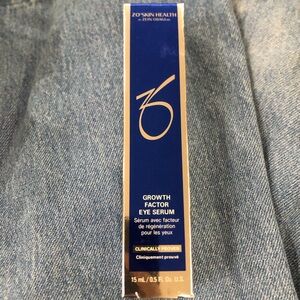 ZO® SKIN HEALTH
BY ZEIN OBAGI MD
GROWTH
FACTOR
EYE SERUM
Sérum avec facteur
de régénération
pour les yeux
CLINICALLY PROVEN
Cliniquement prouvé
15 mL / 0.5 Fl. Oz. U.S.